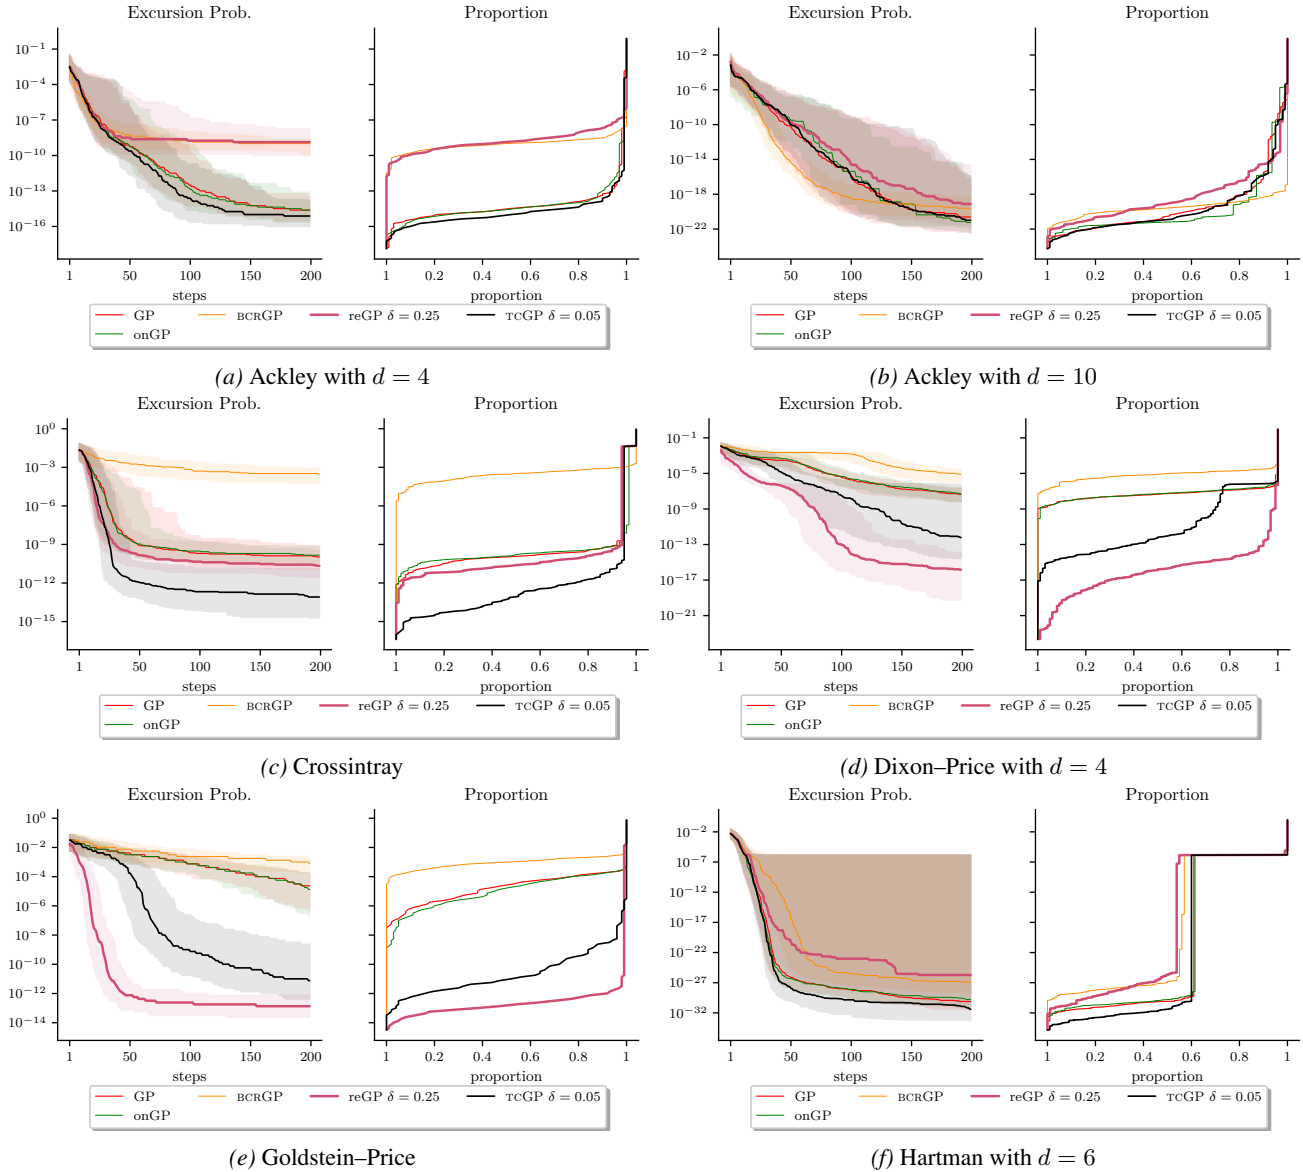 Excursion Prob. Proportion Excursion Prob. Proportion
10⁻¹ 10⁻⁴ 10⁻⁷ 10⁻¹⁰ 10⁻¹³ 10⁻¹⁶
10⁻² 10⁻⁶ 10⁻¹⁰ 10⁻¹⁴ 10⁻¹⁸ 10⁻²²
1 50 100 150 200 1 0.2 0.4 0.6 0.8 1 1 50 100 150 200 1 0.2 0.4 0.6 0.8 1
steps proportion steps proportion
GP BCRGP reGP δ = 0.25 TCGP δ = 0.05 GP BCRGP reGP δ = 0.25 TCGP δ = 0.05
onGP onGP
(a) Ackley with d = 4 (b) Ackley with d = 10
Excursion Prob. Proportion Excursion Prob. Proportion
10⁰ 10⁻³ 10⁻⁶ 10⁻⁹ 10⁻¹² 10⁻¹⁵
10⁻¹ 10⁻⁵ 10⁻⁹ 10⁻¹³ 10⁻¹⁷ 10⁻²¹
1 50 100 150 200 1 0.2 0.4 0.6 0.8 1 1 50 100 150 200 1 0.2 0.4 0.6 0.8 1
steps proportion steps proportion
GP BCRGP reGP δ = 0.25 TCGP δ = 0.05 GP BCRGP reGP δ = 0.25 TCGP δ = 0.05
onGP onGP
(c) Crossintray (d) Dixon–Price with d = 4
Excursion Prob. Proportion Excursion Prob. Proportion
10⁰ 10⁻² 10⁻⁴ 10⁻⁶ 10⁻⁸ 10⁻¹⁰ 10⁻¹² 10⁻¹⁴
10⁻² 10⁻⁷ 10⁻¹² 10⁻¹⁷ 10⁻²² 10⁻²⁷ 10⁻³²
1 50 100 150 200 1 0.2 0.4 0.6 0.8 1 1 50 100 150 200 1 0.2 0.4 0.6 0.8 1
steps proportion steps proportion
GP BCRGP reGP δ = 0.25 TCGP δ = 0.05 GP BCRGP reGP δ = 0.25 TCGP δ = 0.05
onGP onGP
(e) Goldstein–Price (f) Hartman with d = 6